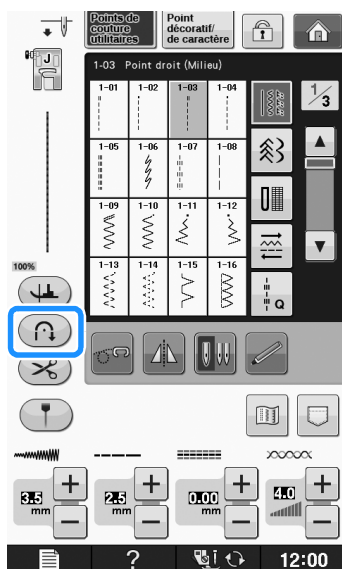 Points de couture utilitaires
Point décoratif/ de caractère
J
1-03 Point droit (Milieu)
1/3
1-01 1-02 1-03 1-04
1-05 1-06 1-07 1-08
1-09 1-10 1-11 1-12
1-13 1-14 1-15 1-16
Q
100%
3.5 mm
2.5 mm
0.00 mm
4.0
?
12:00